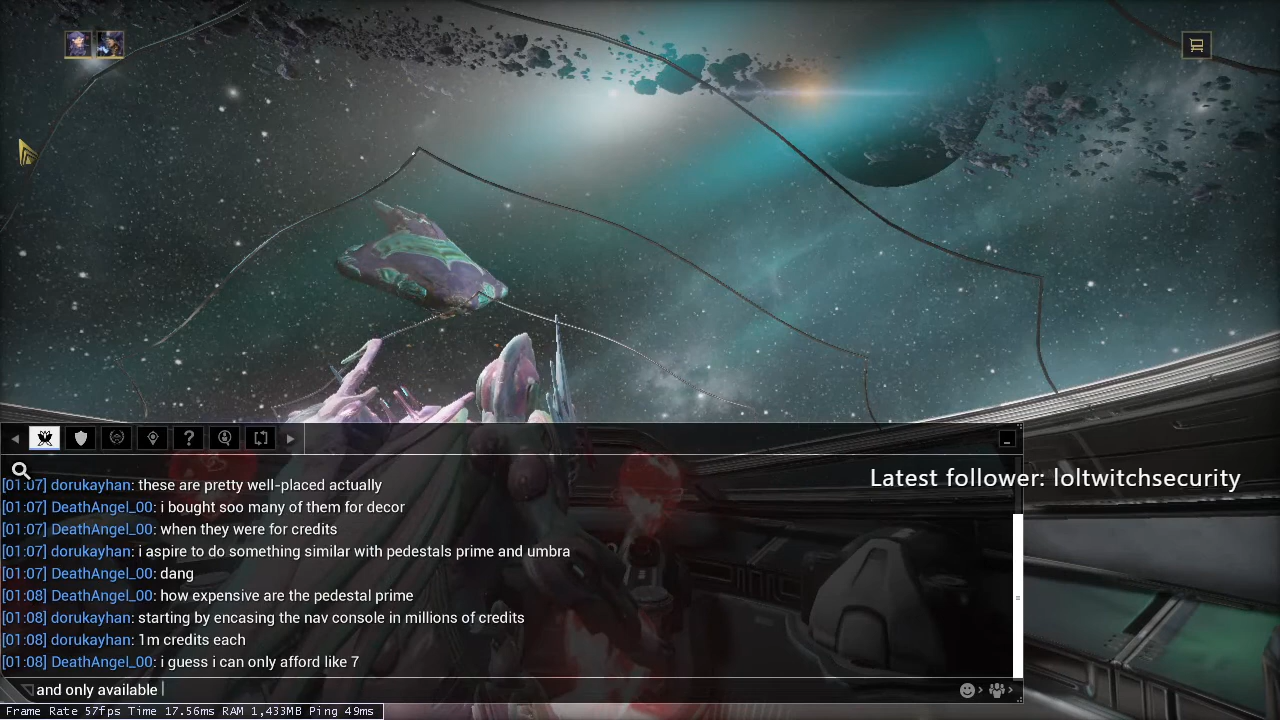 [01:07] dorukayhan: these are pretty well-placed actually
Latest follower: loltwitchsecurity
[01:07] DeathAngel_00: i bought soo many of them for decor
[01:07] DeathAngel_00: when they were for credits
[01:07] dorukayhan: i aspire to do something similar with pedestals prime and umbra
[01:07] DeathAngel_00: dang
[01:08] DeathAngel_00: how expensive are the pedestal prime
[01:08] dorukayhan: starting by encasing the nav console in millions of credits
[01:08] dorukayhan: 1m credits each
[01:08] DeathAngel_00: i guess i can only afford like 7
and only available
Frame Rate 57fps Time 17.56ms RAM 1,433MB Ping 49ms